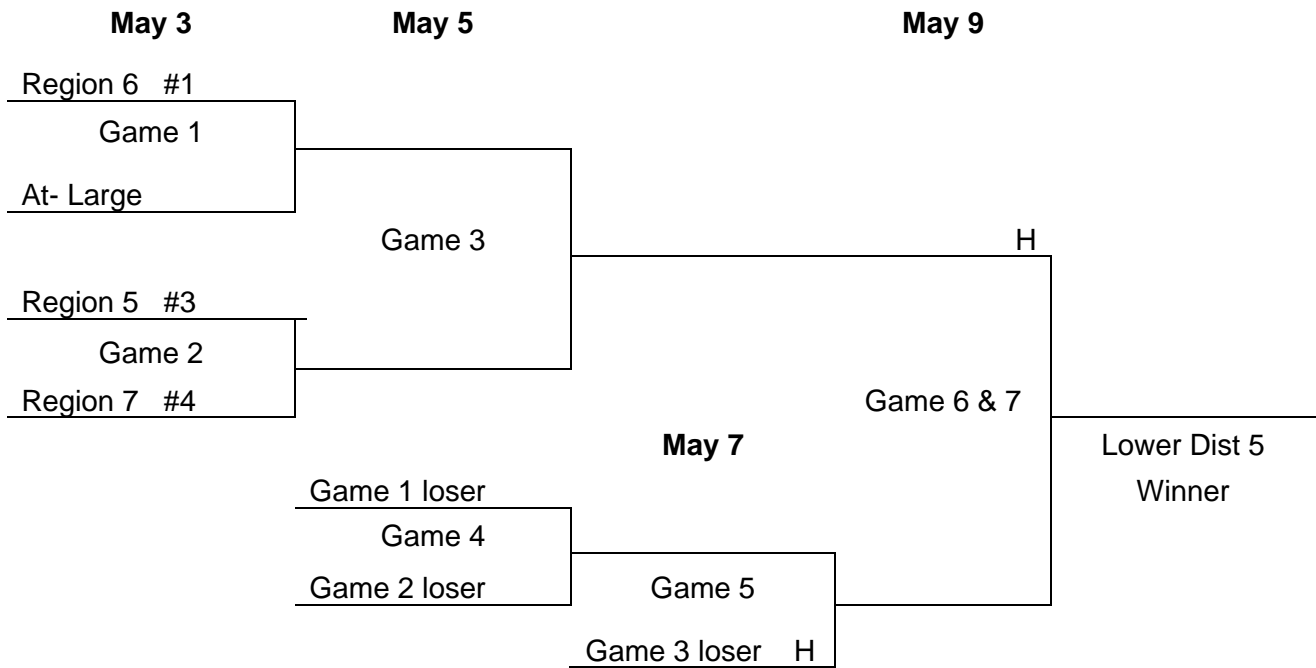 May 3 May 5 May 9
Region 6 #1
Game 1
At- Large
Game 3 H
Region 5 #3
Game 2
Region 7 #4 Game 6 & 7
May 7 Lower Dist 5
Game 1 loser Winner
Game 4
Game 2 loser Game 5
Game 3 loser H